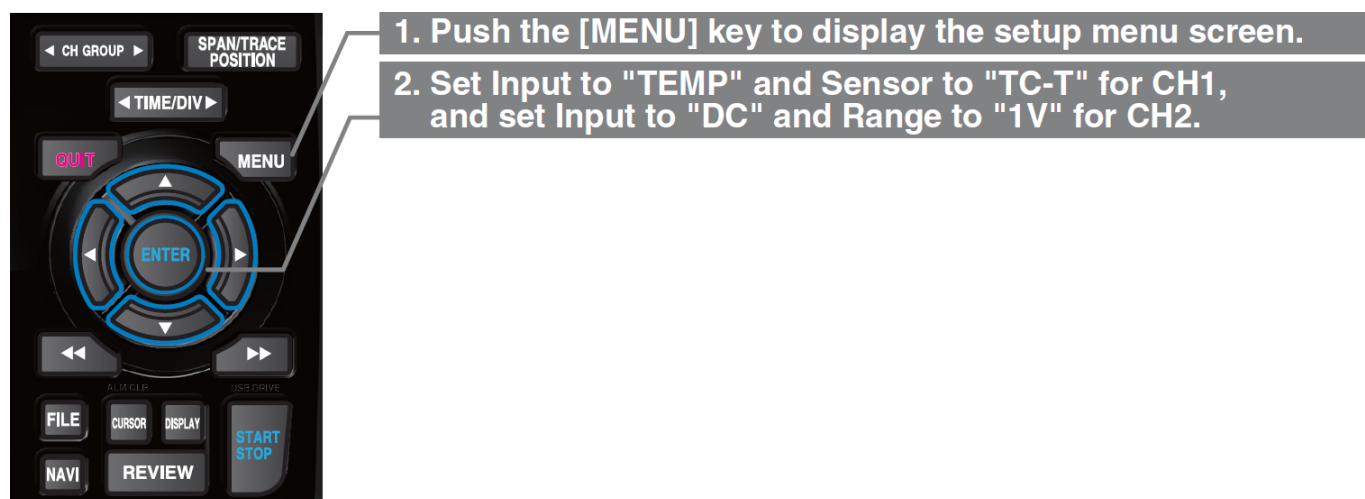 ◄ CH GROUP ►
SPAN/TRACE
POSITION
◄TIME/DIV►
QUIT
MENU
ENTER
ALM CLR
USB DRIVE
FILE
CURSOR
DISPLAY
START
STOP
NAVI
REVIEW
1. Push the [MENU] key to display the setup menu screen.
2. Set Input to "TEMP" and Sensor to "TC-T" for CH1,
and set Input to "DC" and Range to "1V" for CH2.